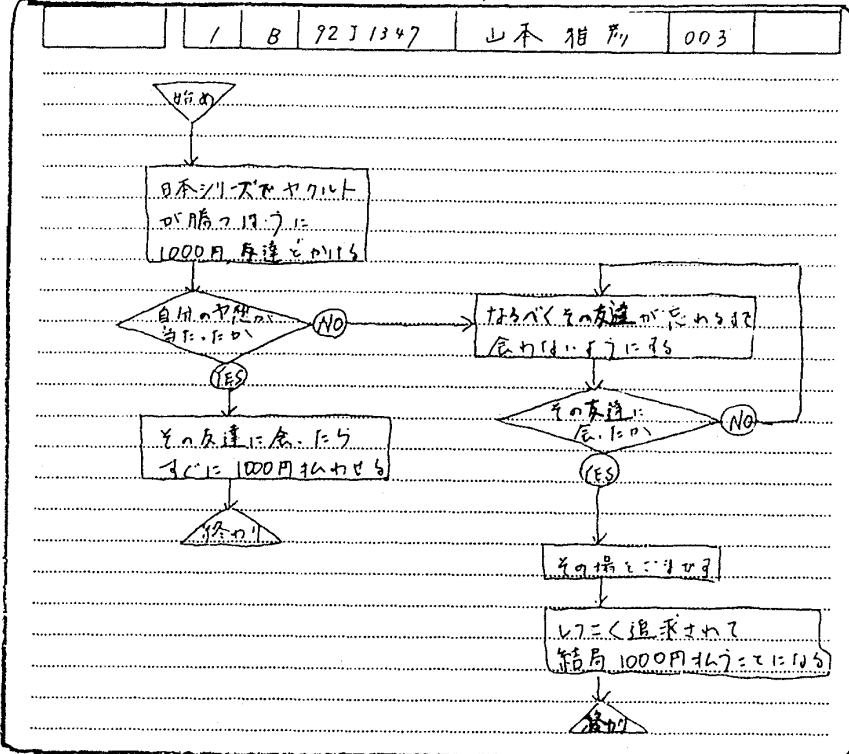 1 B 92J1347 山本 雅 003
始め
日本シリーズでヤクルト
が勝つほうに
1000円、友達とかける
自分の予想が
当たったか
NO
YES
なるべくその友達が忘れるまで
会わないようにする
その友達に会ったら
すぐに1000円払わせる
その友達に
会ったか
NO
YES
終わり
その場をごまかす
しつこく追求されて
結局1000円払うことになる
終わり